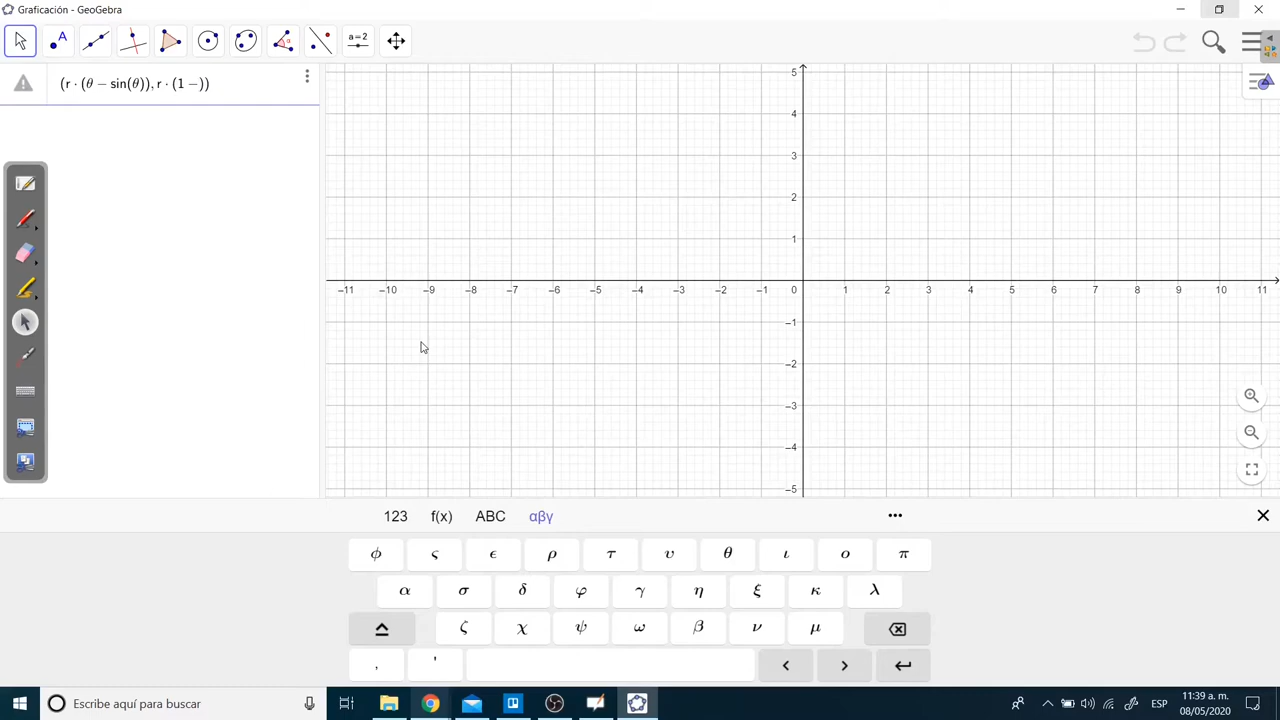 Graficación - GeoGebra
a=2
(r · (θ – sin(θ)), r · (1 –))
5
4
3
2
1
–11 –10 –9 –8 –7 –6 –5 –4 –3 –2 –1 0 1 2 3 4 5 6 7 8 9 10 11
–1
–2
–3
–4
–5
123 f(x) ABC αβγ •••
ϕ ς ϵ ρ τ υ θ ι ο π
α σ δ φ γ η ξ κ λ
ζ χ ψ ω β ν μ
, '
Escribe aquí para buscar
ESP
11:39 a. m.
08/05/2020